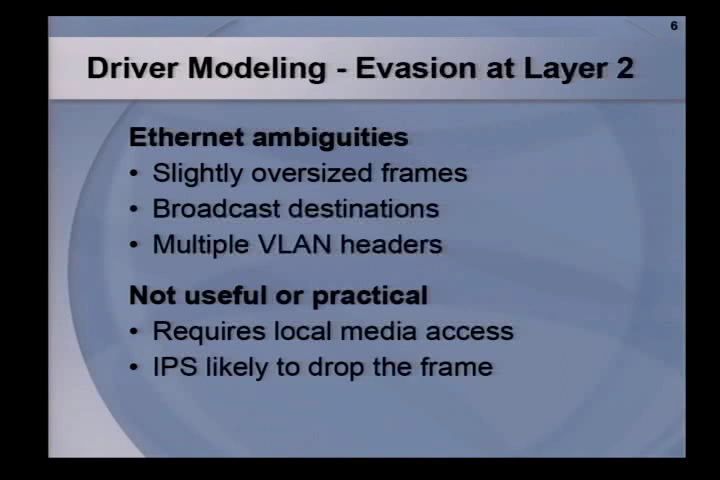 6
Driver Modeling - Evasion at Layer 2
Ethernet ambiguities
• Slightly oversized frames
• Broadcast destinations
• Multiple VLAN headers
Not useful or practical
• Requires local media access
• IPS likely to drop the frame